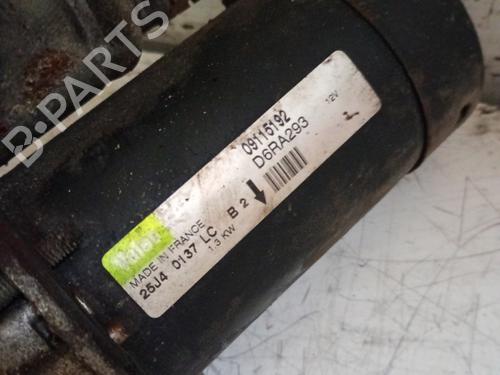 B-PARTS
09115192
D6RA293
12V
Valeo
MADE IN FRANCE
25J4 0137 LC B 2
1.3 KW